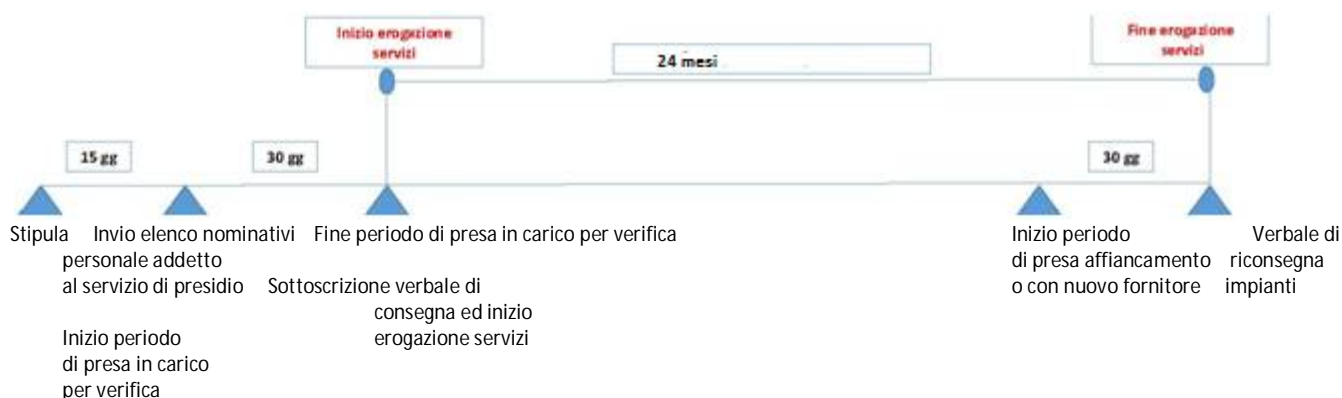 Inizio erogazione
servizi
Fine erogazione
servizi
24 mesi
15 gg
30 gg
30 gg
Stipula
Invio elenco nominativi
personale addetto
al servizio di presidio
Inizio periodo
di presa in carico
per verifica
Fine periodo di presa in carico per verifica
Sottoscrizione verbale di
consegna ed inizio
erogazione servizi
Inizio periodo
di presa affiancamento
o con nuovo fornitore
Verbale di
riconsegna
impianti